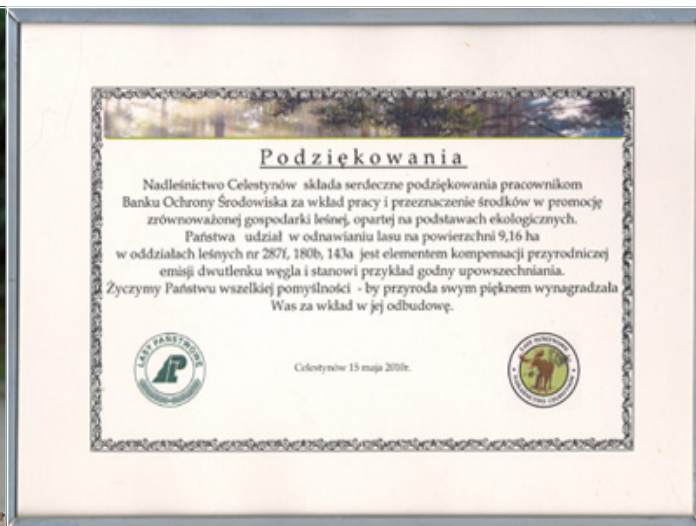 Podziękowania
Nadleśnictwo Celestynów składa serdeczne podziękowania pracownikom
Banku Ochrony Środowiska za wkład pracy i przeznaczenie środków w promocję
zrównoważonej gospodarki leśnej, opartej na podstawach ekologicznych.
Państwa udział w odnawianiu lasu na powierzchni 9,16 ha
w oddziałach leśnych nr 287f, 180b, 143a jest elementem kompensacji przyrodniczej
emisji dwutlenku węgla i stanowi przykład godny upowszechniania.
Życzymy Państwu wszelkiej pomyślności - by przyroda swym pięknem wynagradzała
Was za wkład w jej odbudowę.
LASY PAŃSTWOWE
Celestynów 15 maja 2010r.